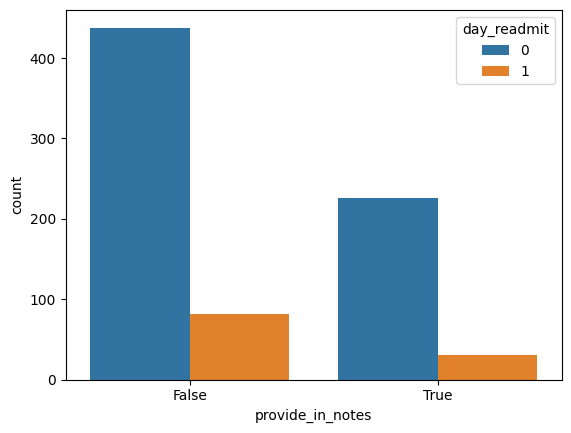 day_readmit
0
1
400
300
200
100
0
count
False
True
provide_in_notes